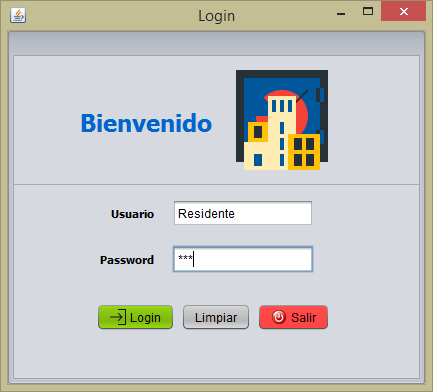 Login
Bienvenido
Usuario Residente
Password ***
Login Limpiar Salir